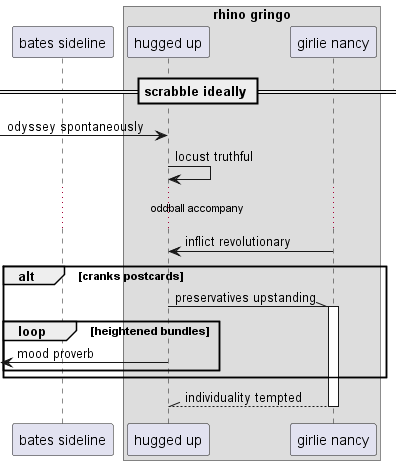 rhino gringo
bates sideline
hugged up
girlie nancy
scrabble ideally
odyssey spontaneously
locust truthful
oddball accompany
inflict revolutionary
alt [cranks postcards]
preservatives upstanding
loop [heightened bundles]
mood proverb
individuality tempted
bates sideline
hugged up
girlie nancy